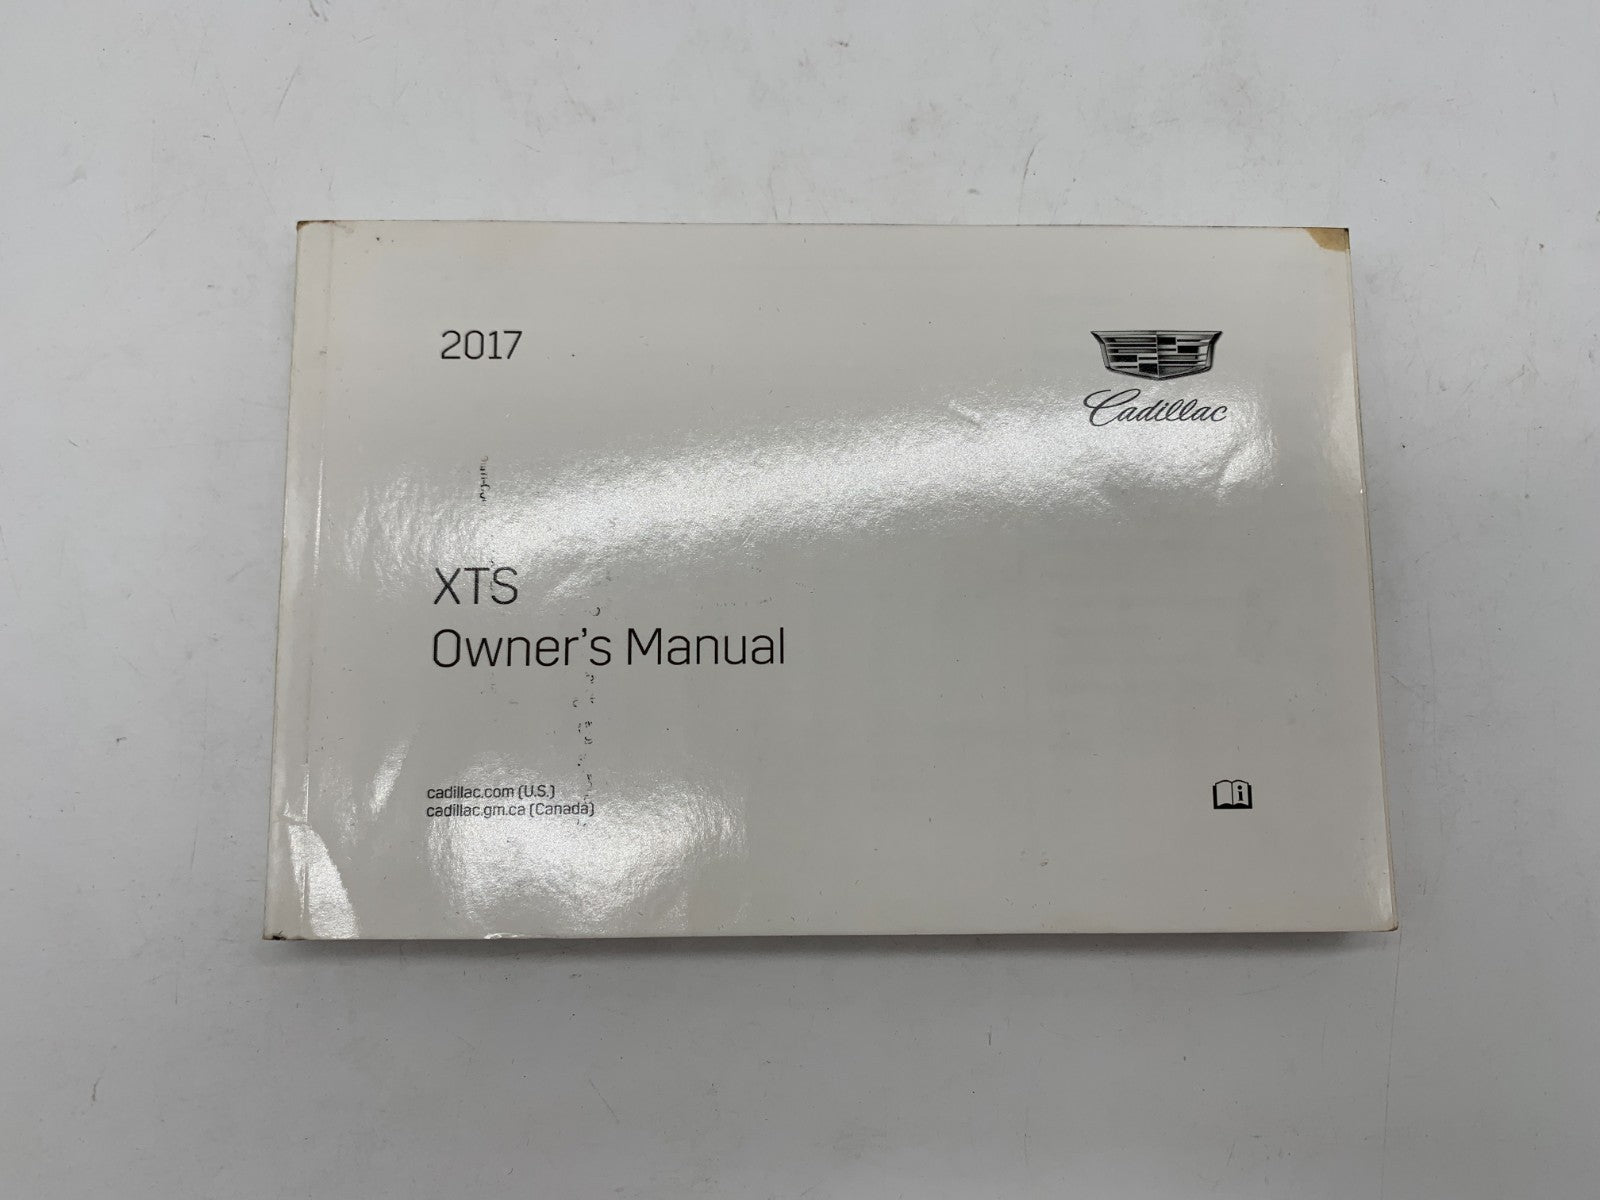 2017
Cadillac
XTS
Owner's Manual
cadillac.com (U.S.)
cadillac.gm.ca (Canada)
i